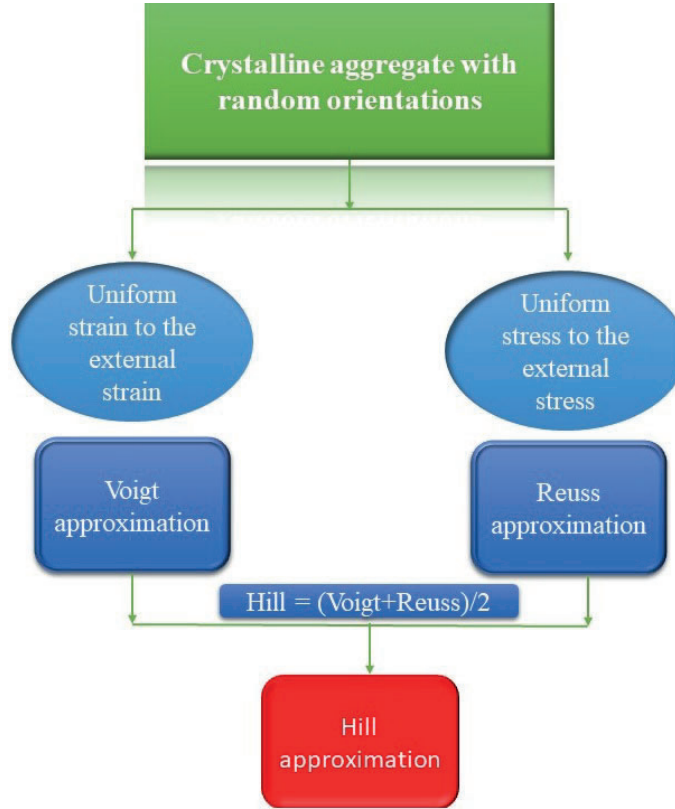 Crystalline aggregate with
random orientations
Uniform
strain to the
external
strain
Uniform
stress to the
external
stress
Voigt
approximation
Reuss
approximation
Hill = (Voigt+Reuss)/2
Hill
approximation